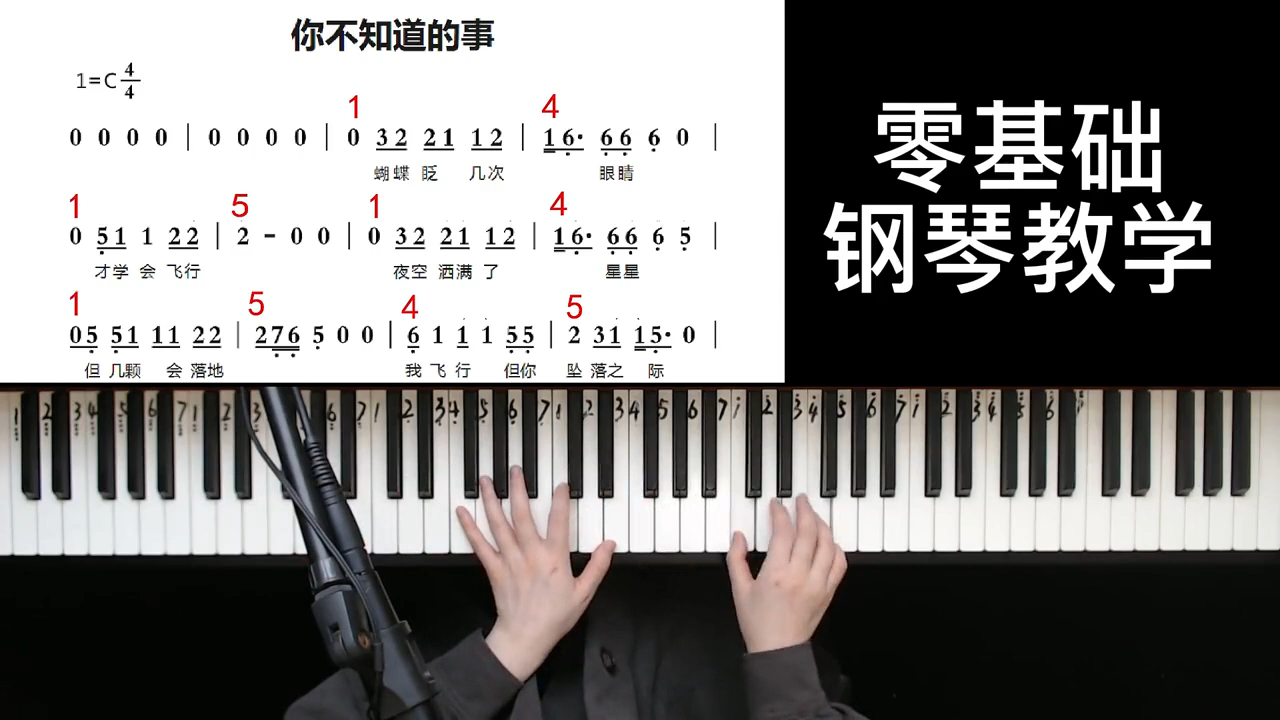 你不知道的事
1=C 4/4
1 4
0 0 0 0 | 0 0 0 0 | 0 32 21 12 | 16· 66 6 0 |
蝴蝶 眨 几次 眼睛
1 5 1 4
0 51 1 22 | 2 - 0 0 | 0 32 21 12 | 16· 66 6 5 |
才学 会 飞行 夜空 洒满 了 星星
1 5 4 5
05 51 11 22 | 276 5 0 0 | 6 1 1 1 55 | 2 31 15· 0 |
但 几颗 会 落地 我 飞 行 但你 坠 落之 际
零基础
钢琴教学